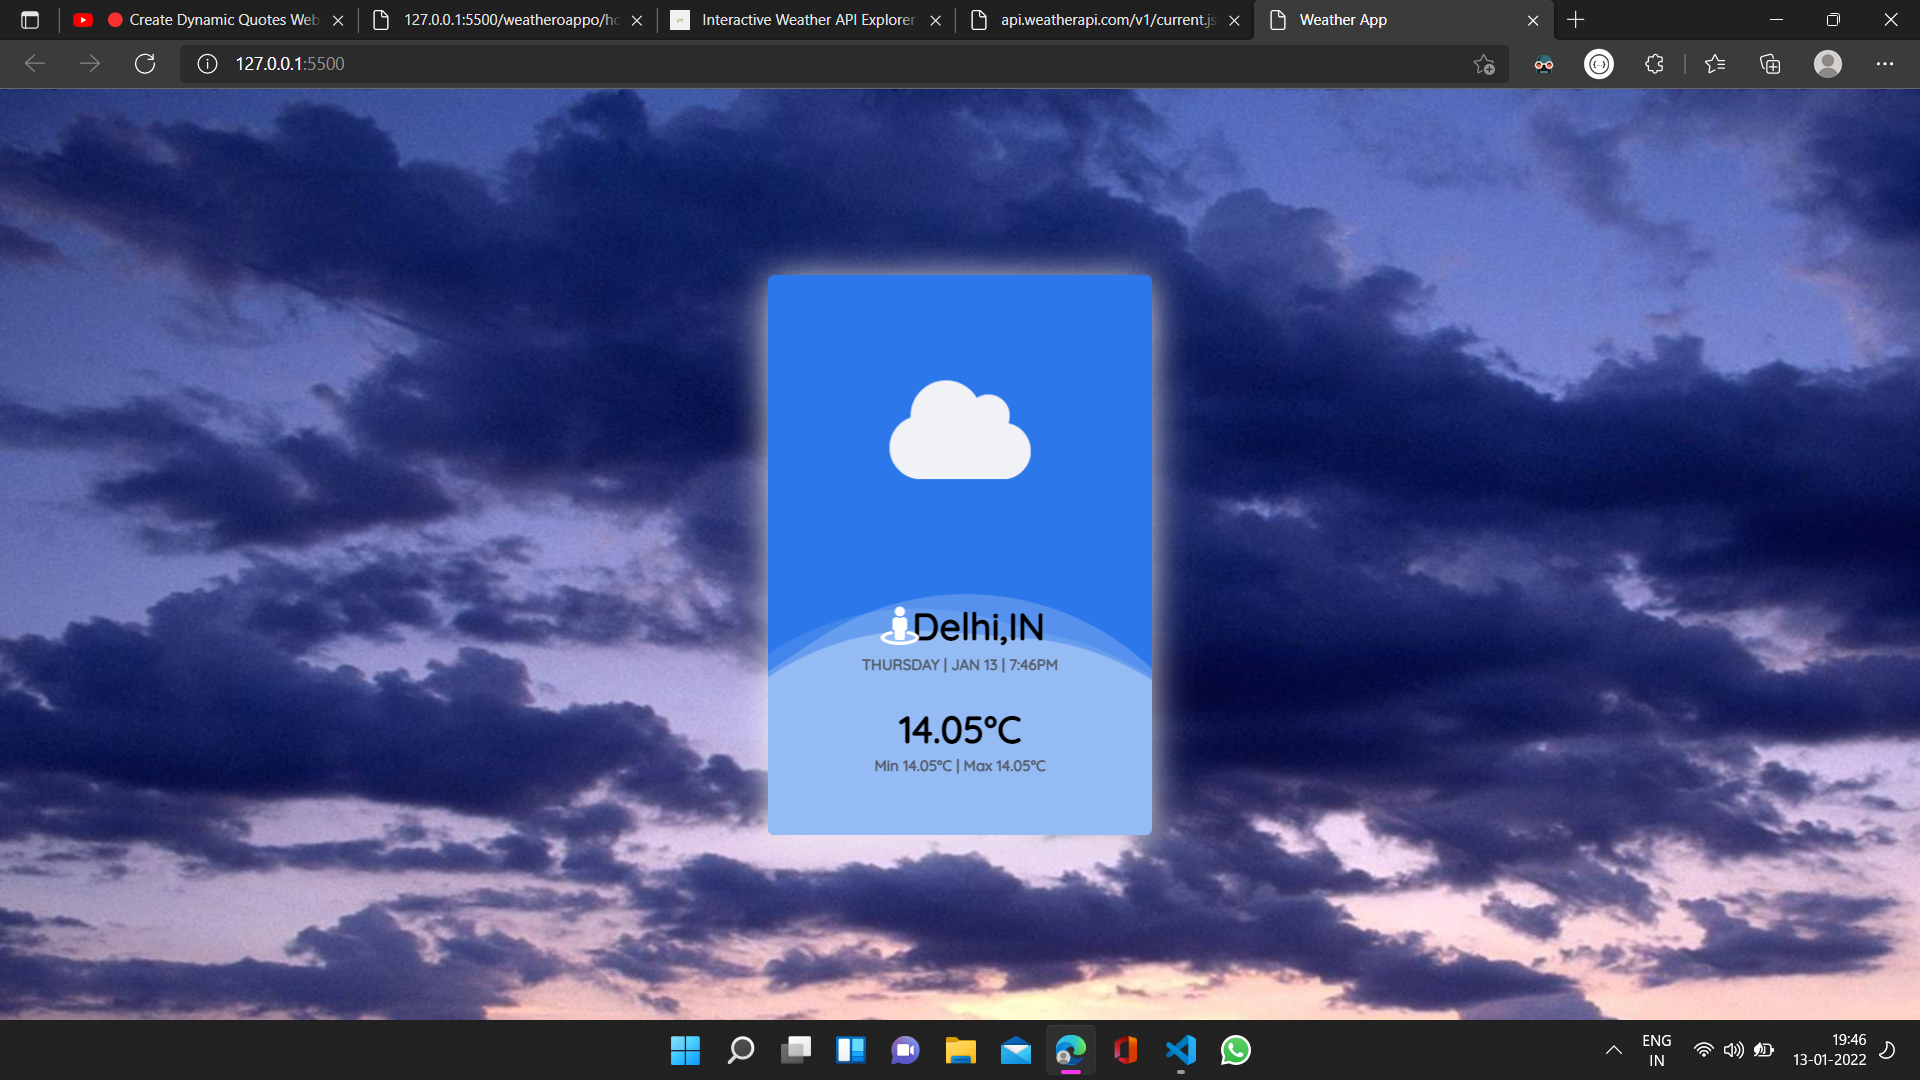 Create Dynamic Quotes Web
127.0.0.1:5500/weatheroappo/ho
Interactive Weather API Explorer
api.weatherapi.com/v1/current.js
Weather App
127.0.0.1:5500
Delhi,IN
THURSDAY | JAN 13 | 7:46PM
14.05°C
Min 14.05°C | Max 14.05°C
ENG
IN
19:46
13-01-2022